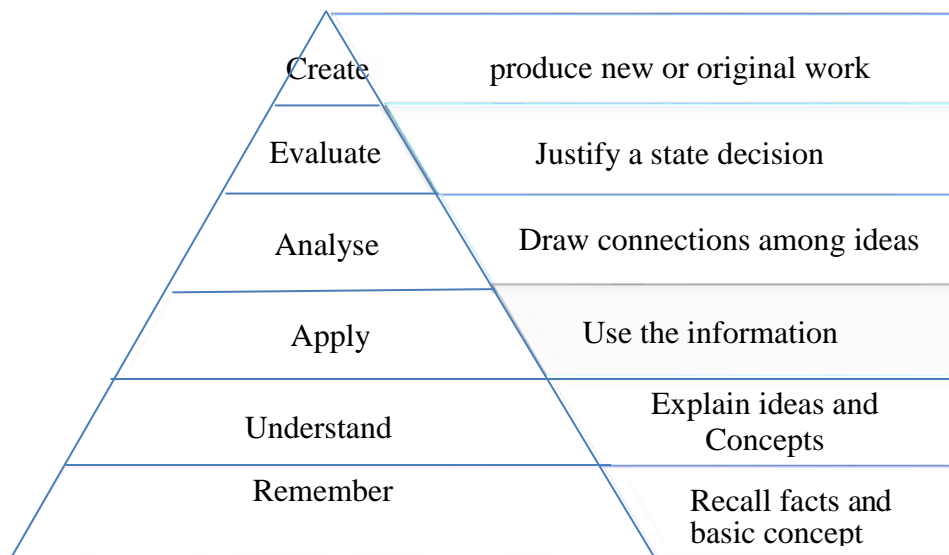 Create
produce new or original work
Evaluate
Justify a state decision
Analyse
Draw connections among ideas
Apply
Use the information
Understand
Explain ideas and
Concepts
Remember
Recall facts and
basic concept